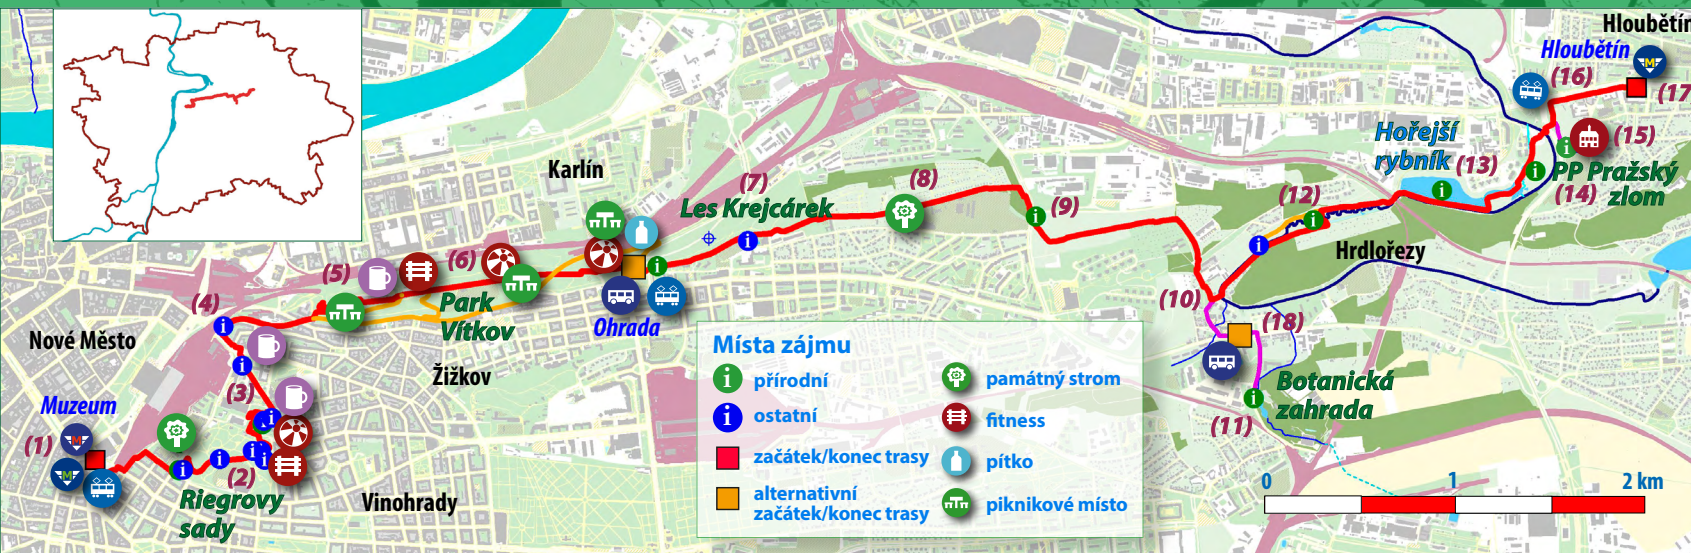 Hloubětín
Hloubětín
(16)
(17
Hořejší
rybník
(13)
(15)
PP Pražský
zlom
(14)
Karlín
(7)
(8)
Les Krejcárek
(9)
(12)
Hrdlořezy
(5)
(6)
Park
Vítkov
(4)
(10)
Ohrada
(18)
Nové Město
Žižkov
(3)
Muzeum
(1)
M
M
M
(2)
Riegrovy
sady
Vinohrady
Botanická
zahrada
(11)
Místa zájmu
přírodní
ostatní
začátek/konec trasy
alternativní
začátek/konec trasy
památný strom
fitness
pítko
piknikové místo
0 1 2 km